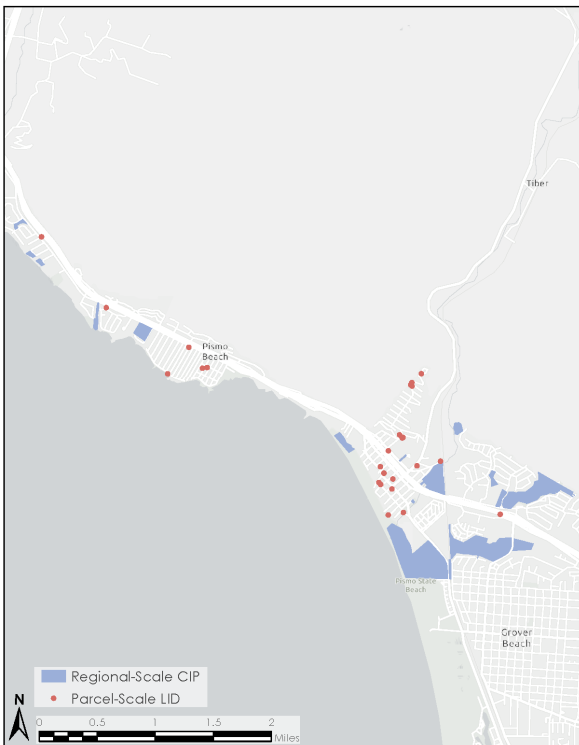 Tiber
Pismo
Beach
Pismo State
Beach
Grover
Beach
Regional-Scale CIP
Parcel-Scale LID
N
0 0.5 1 1.5 2
Miles